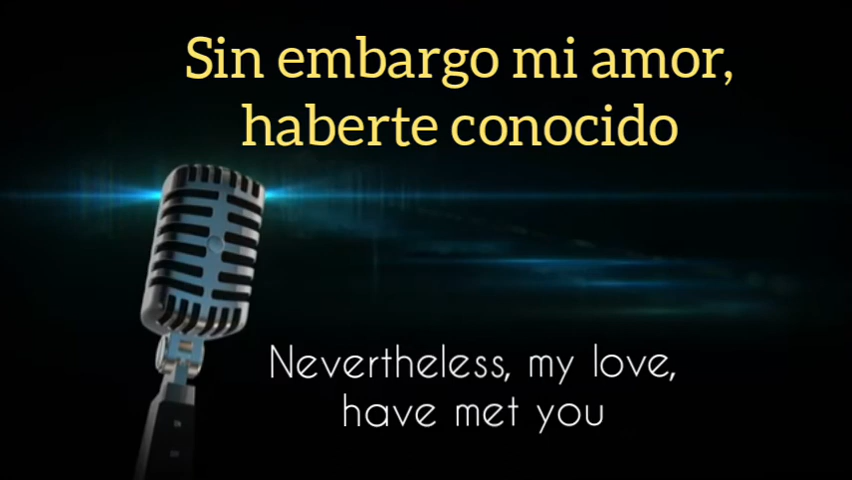 Sin embargo mi amor,
haberte conocido
Nevertheless, my love,
have met you